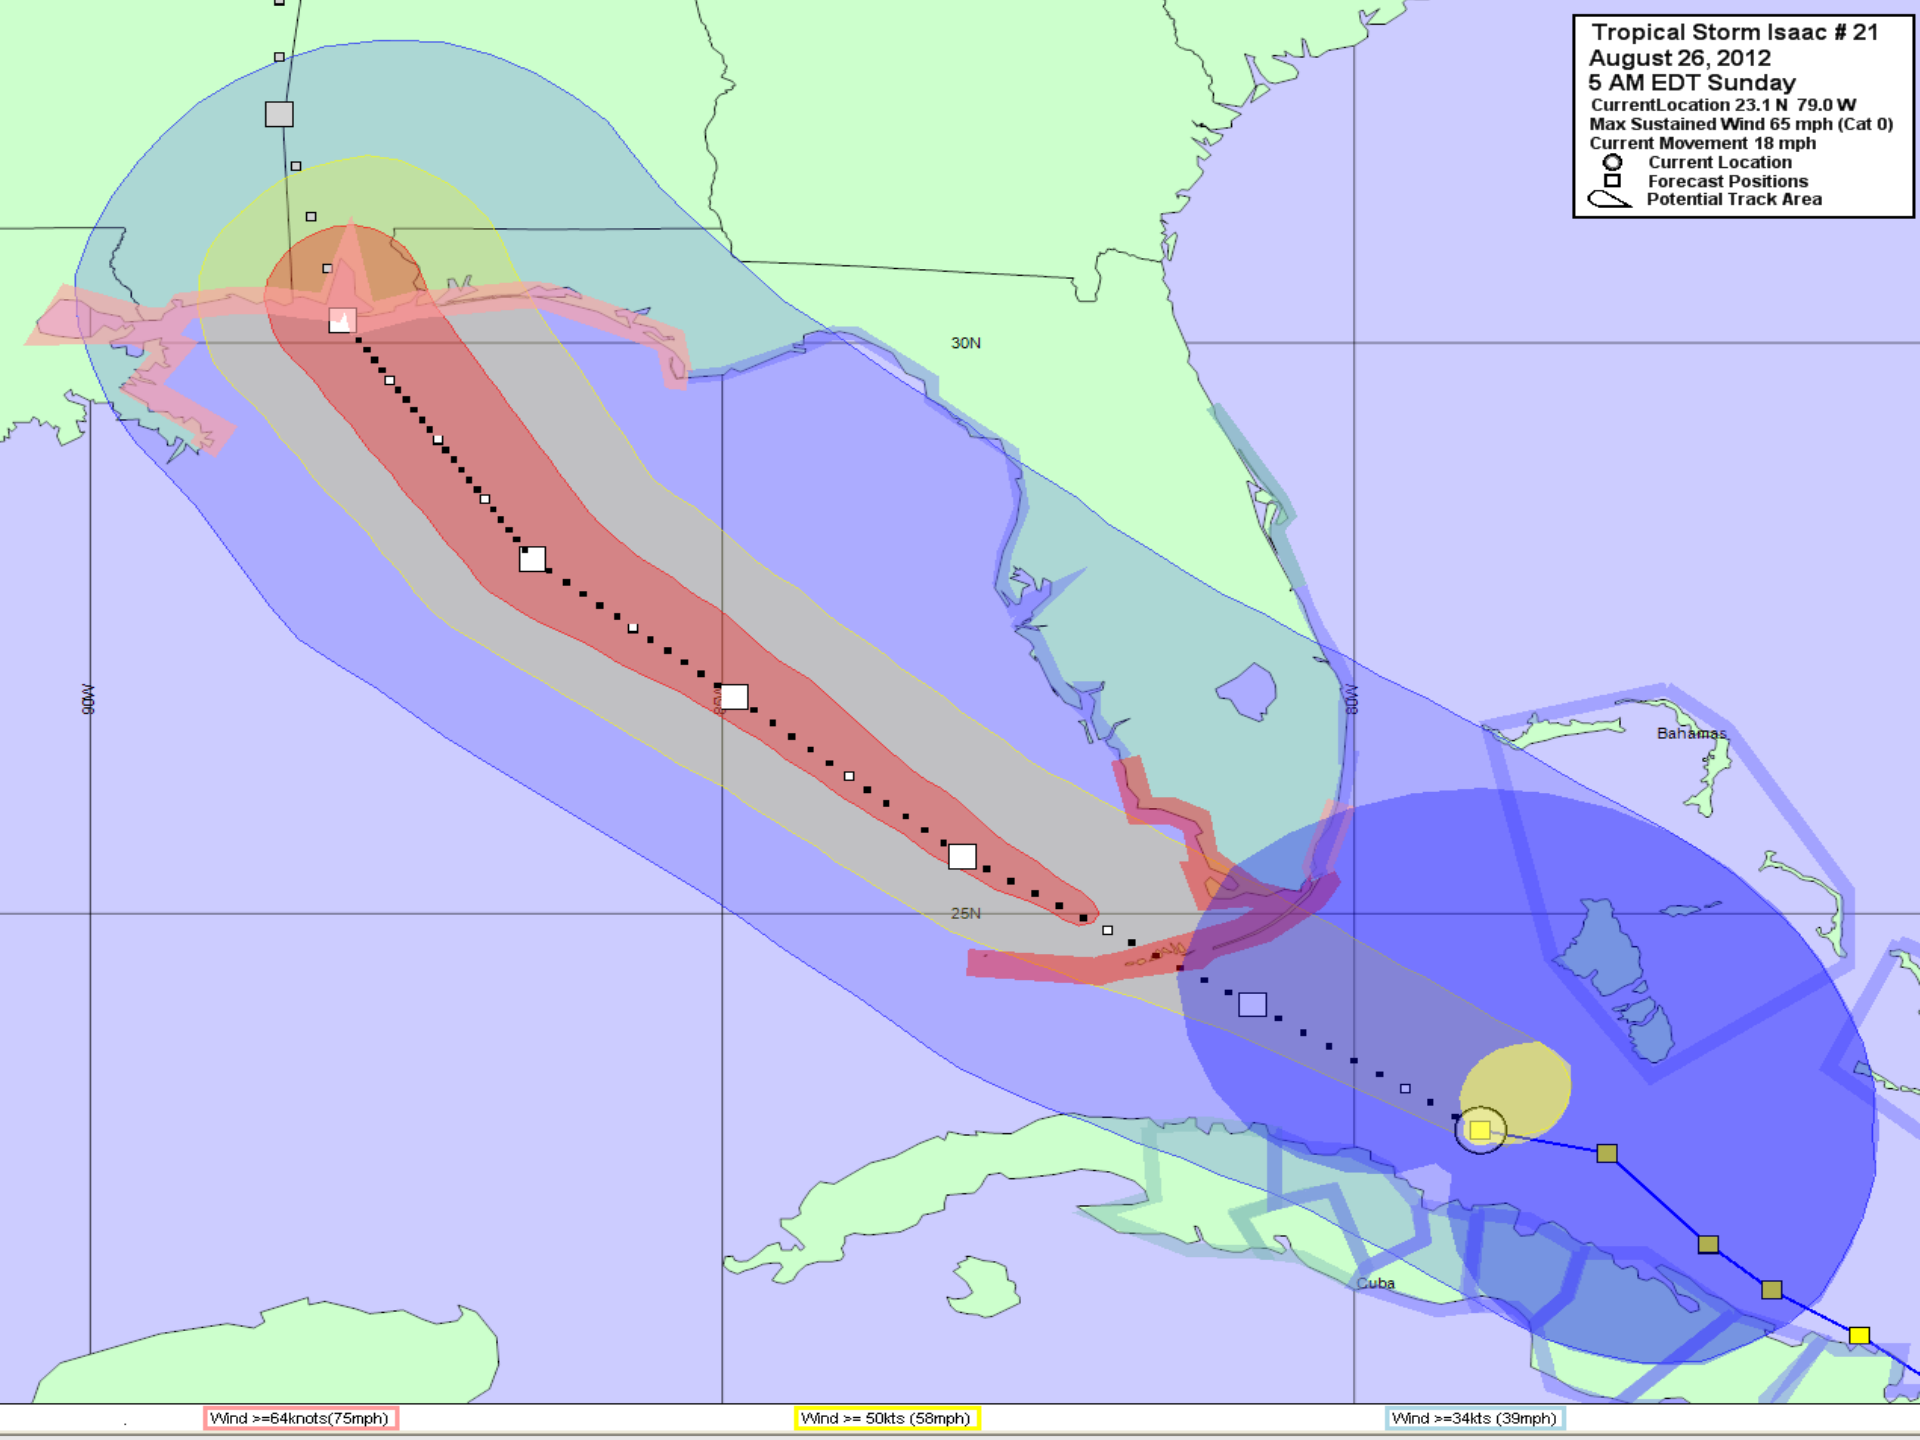 Tropical Storm Isaac # 21
August 26, 2012
5 AM EDT Sunday
CurrentLocation 23.1 N 79.0 W
Max Sustained Wind 65 mph (Cat 0)
Current Movement 18 mph
Current Location
Forecast Positions
Potential Track Area
30N
90W
80W
Bahamas
25N
Cuba
Wind >=64knots(75mph)
Wind >= 50kts (58mph)
Wind >=34kts (39mph)